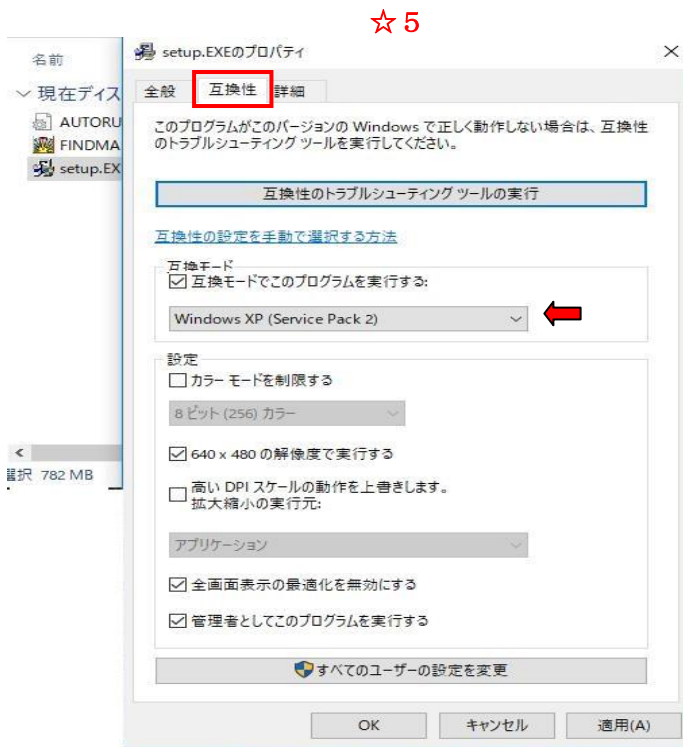 ☆5
名前
現在ディス
AUTORU
FINDMA
setup.EX
選択 782 MB
setup.EXEのプロパティ
全般 互換性 詳細
このプログラムがこのバージョンの Windows で正しく動作しない場合は、互換性
のトラブルシューティング ツールを実行してください。
互換性のトラブルシューティング ツールの実行
互換性の設定を手動で選択する方法
互換モード
互換モードでこのプログラムを実行する:
Windows XP (Service Pack 2)
設定
カラー モードを制限する
8 ビット (256) カラー
640 x 480 の解像度で実行する
高い DPI スケールの動作を上書きします。
拡大縮小の実行元:
アプリケーション
全画面表示の最適化を無効にする
管理者としてこのプログラムを実行する
すべてのユーザーの設定を変更
OK キャンセル 適用(A)